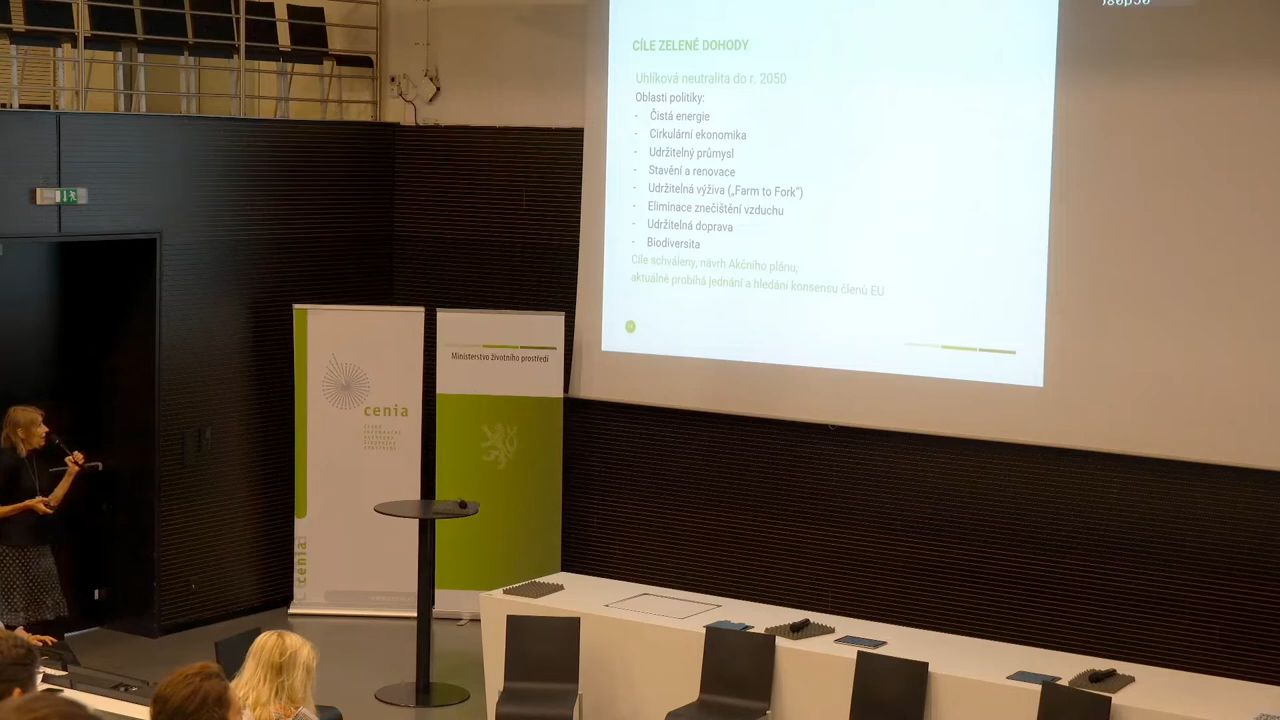 CÍLE ZELENÉ DOHODY
Uhlíková neutralita do r. 2050
Oblasti politiky:
- Čistá energie
- Cirkulární ekonomika
- Udržitelný průmysl
- Stavění a renovace
- Udržitelná výživa („Farm to Fork")
- Eliminace znečištění vzduchu
- Udržitelná doprava
- Biodiversita
Cíle schváleny, návrh Akčního plánu,
aktuálně probíhá jednání a hledání konsensu členů EU
Ministerstvo životního prostředí
cenia
cenia